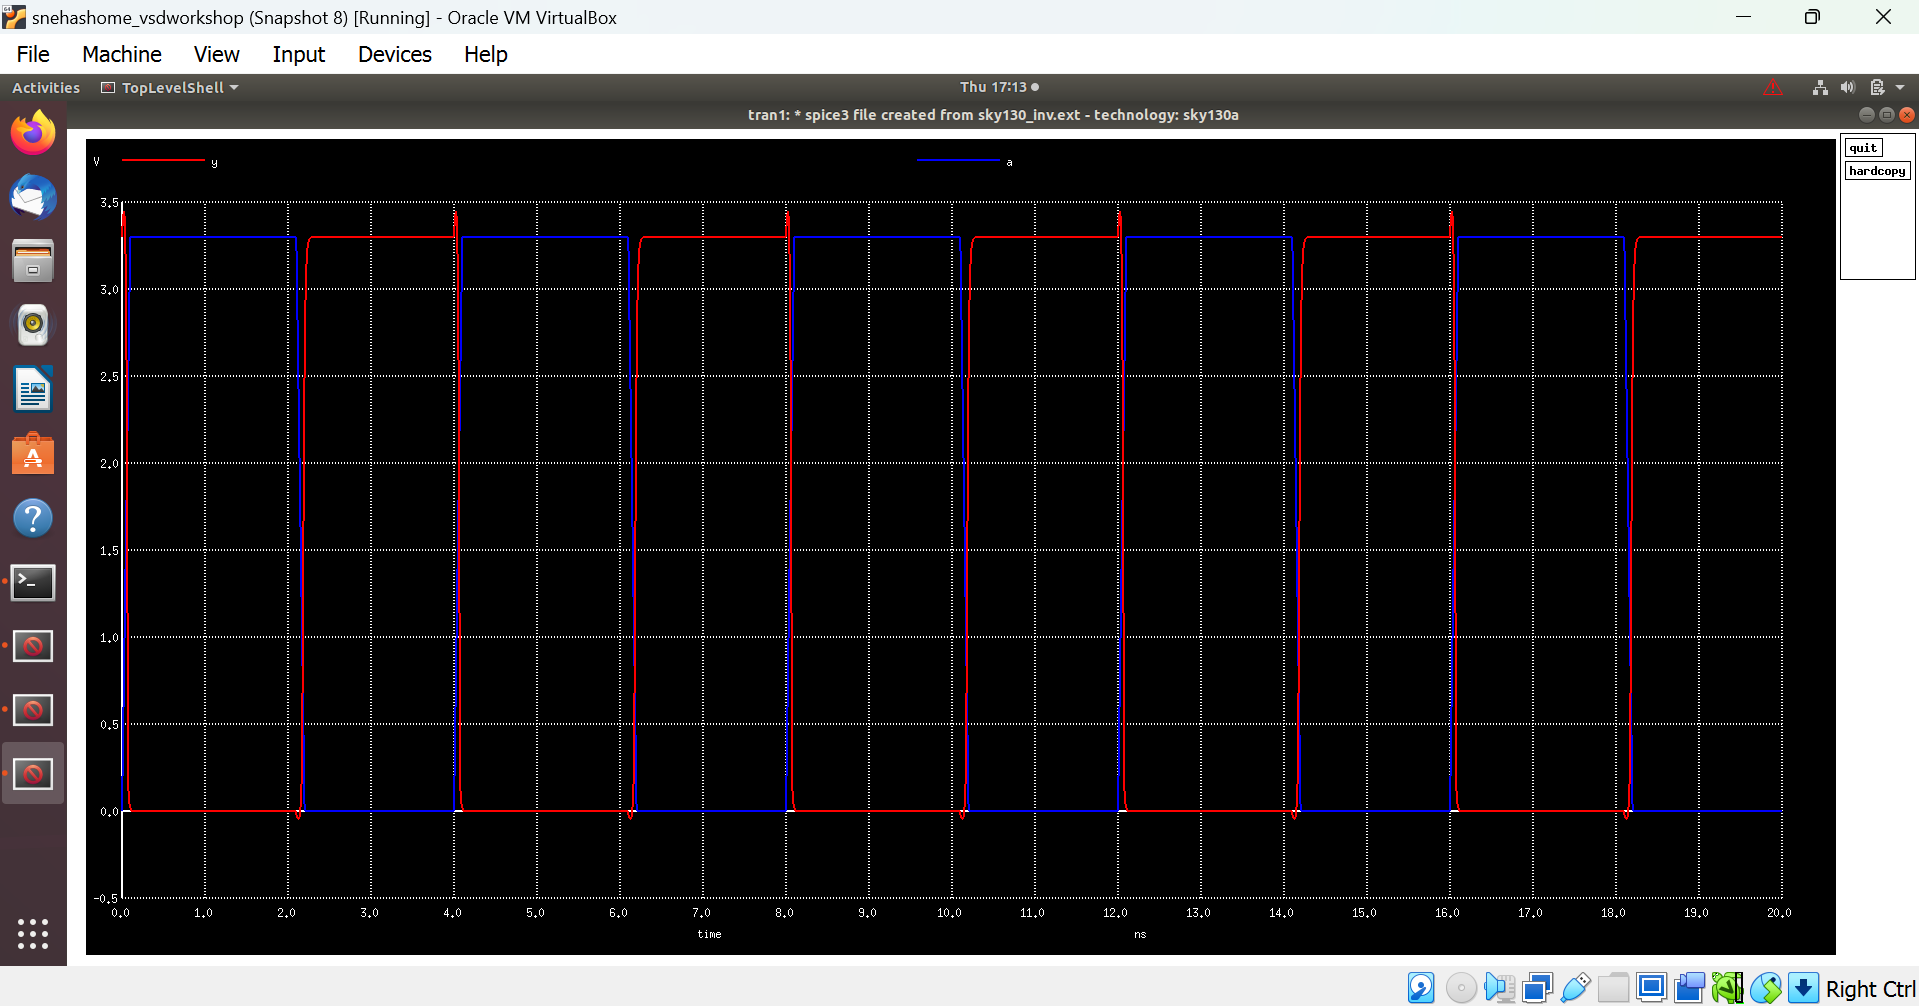 snehashome_vsdworkshop (Snapshot 8) [Running] - Oracle VM VirtualBox
File Machine View Input Devices Help
Activities TopLevelShell Thu 17:13
tran1: * spice3 file created from sky130_inv.ext - technology: sky130a
V y a
quit
hardcopy
3.5
3.0
2.5
2.0
1.5
1.0
0.5
0.0
-0.5
0.0 1.0 2.0 3.0 4.0 5.0 6.0 7.0 8.0 9.0 10.0 11.0 12.0 13.0 14.0 15.0 16.0 17.0 18.0 19.0 20.0
time ns
Right Ctrl